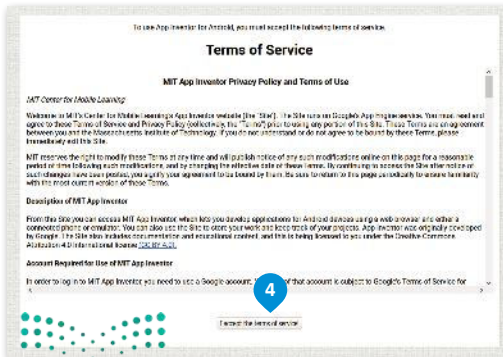 To use App Inventor for Android, you must accept the following terms of service.
Terms of Service
MIT App Inventor Privacy Policy and Terms of Use
MIT Center for Mobile Learning
Welcome to MIT's Center for Mobile Learning's App Inventor website (the "Site"). The Site runs on Google's App Engine service. You must read and
agree to these Terms of Service and Privacy Policy (collectively, the "Terms") prior to using any portion of this Site. These Terms are an agreement
between you and the Massachusetts Institute of Technology. If you do not understand or do not agree to be bound by these Terms, please
immediately exit this Site.
MIT reserves the right to modify these Terms at any time and will publish notice of any such modifications online on this page for a reasonable
period of time following such modifications, and by changing the effective date of these Terms. By continuing to access the Site after notice of
such changes have been posted, you signify your agreement to be bound by them. Be sure to return to this page periodically to ensure familiarity
with the most current version of these Terms.
Description of MIT App Inventor
From this Site you can access MIT App Inventor, which lets you develop applications for Android devices using a web browser and either a
connected phone or emulator. You can also use the Site to store your work and keep track of your projects. App Inventor was originally developed
by Google. The Site also includes documentation and educational content, and this is being licensed to you under the Creative Commons
Attribution 4.0 International license (CC BY 4.0).
Account Required for Use of MIT App Inventor
In order to log in to MIT App Inventor, you need to use a Google account. of that account is subject to Google's Terms of Service for
4
I accept the terms of service!